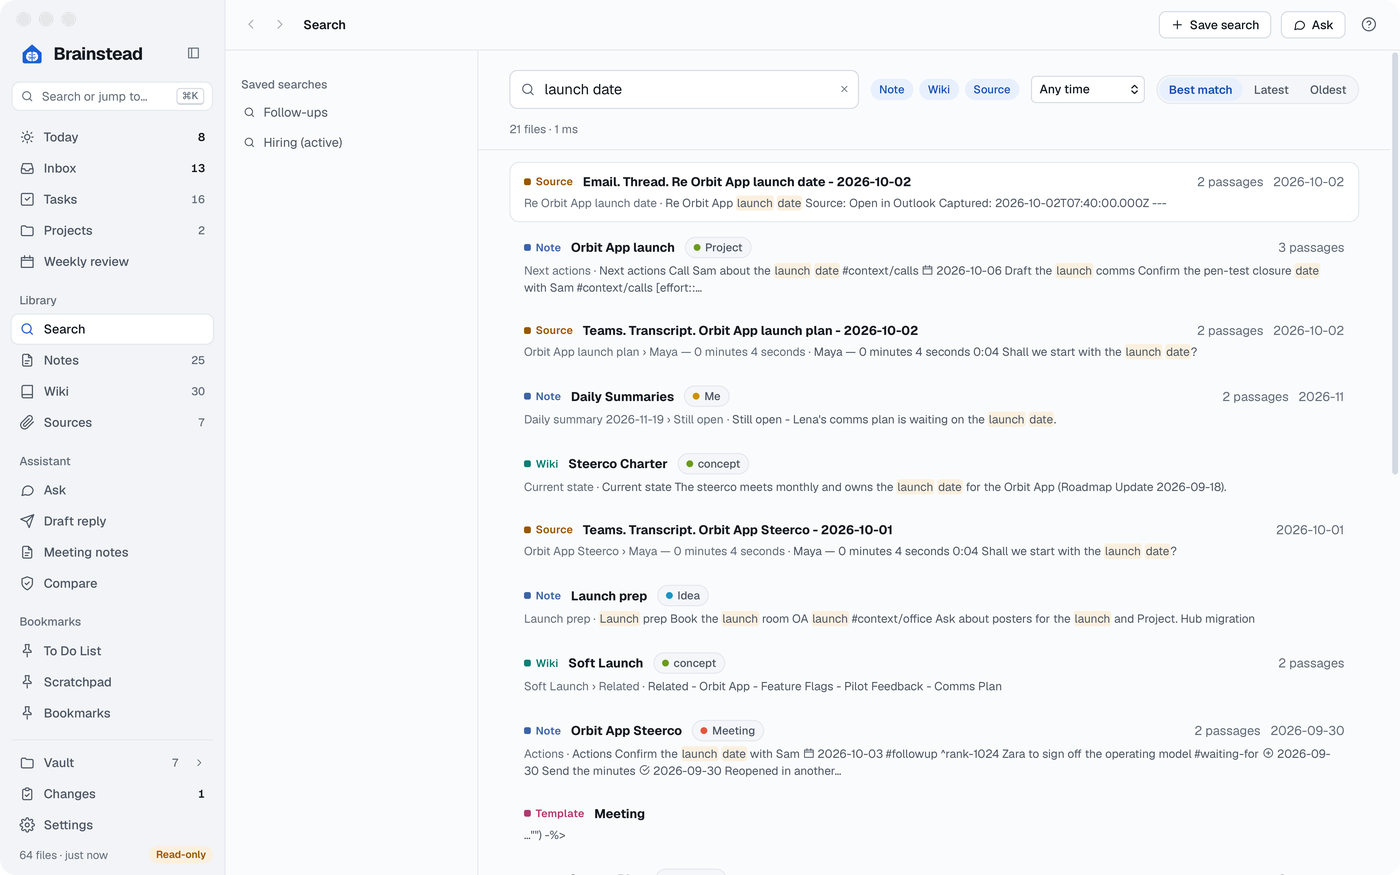 Brainstead
Search or jump to...
⌘K
Today 8
Inbox 13
Tasks 16
Projects 2
Weekly review
Library
Search
Notes 25
Wiki 30
Sources 7
Assistant
Ask
Draft reply
Meeting notes
Compare
Bookmarks
To Do List
Scratchpad
Bookmarks
Vault 7
Changes 1
Settings
64 files · just now Read-only
Search
Save search
Ask
Saved searches
Follow-ups
Hiring (active)
launch date
Note Wiki Source
Any time
Best match Latest Oldest
21 files · 1 ms
Source Email. Thread. Re Orbit App launch date - 2026-10-02 2 passages 2026-10-02
Re Orbit App launch date · Re Orbit App launch date Source: Open in Outlook Captured: 2026-10-02T07:40:00.000Z ---
Note Orbit App launch Project 3 passages
Next actions · Next actions Call Sam about the launch date #context/calls 2026-10-06 Draft the launch comms Confirm the pen-test closure date
with Sam #context/calls [effort::...
Source Teams. Transcript. Orbit App launch plan - 2026-10-02 2 passages 2026-10-02
Orbit App launch plan › Maya — 0 minutes 4 seconds · Maya — 0 minutes 4 seconds 0:04 Shall we start with the launch date?
Note Daily Summaries Me 2 passages 2026-11
Daily summary 2026-11-19 › Still open · Still open - Lena's comms plan is waiting on the launch date.
Wiki Steerco Charter concept
Current state · Current state The steerco meets monthly and owns the launch date for the Orbit App (Roadmap Update 2026-09-18).
Source Teams. Transcript. Orbit App Steerco - 2026-10-01 2026-10-01
Orbit App Steerco › Maya — 0 minutes 4 seconds · Maya — 0 minutes 4 seconds 0:04 Shall we start with the launch date?
Note Launch prep Idea
Launch prep · Launch prep Book the launch room OA launch #context/office Ask about posters for the launch and Project. Hub migration
Wiki Soft Launch concept 2 passages
Soft Launch › Related · Related - Orbit App - Feature Flags - Pilot Feedback - Comms Plan
Note Orbit App Steerco Meeting 2 passages 2026-09-30
Actions · Actions Confirm the launch date with Sam 2026-10-03 #followup ^rank-1024 Zara to sign off the operating model #waiting-for 2026-09-
30 Send the minutes 2026-09-30 Reopened in another...
Template Meeting
..."") -%>